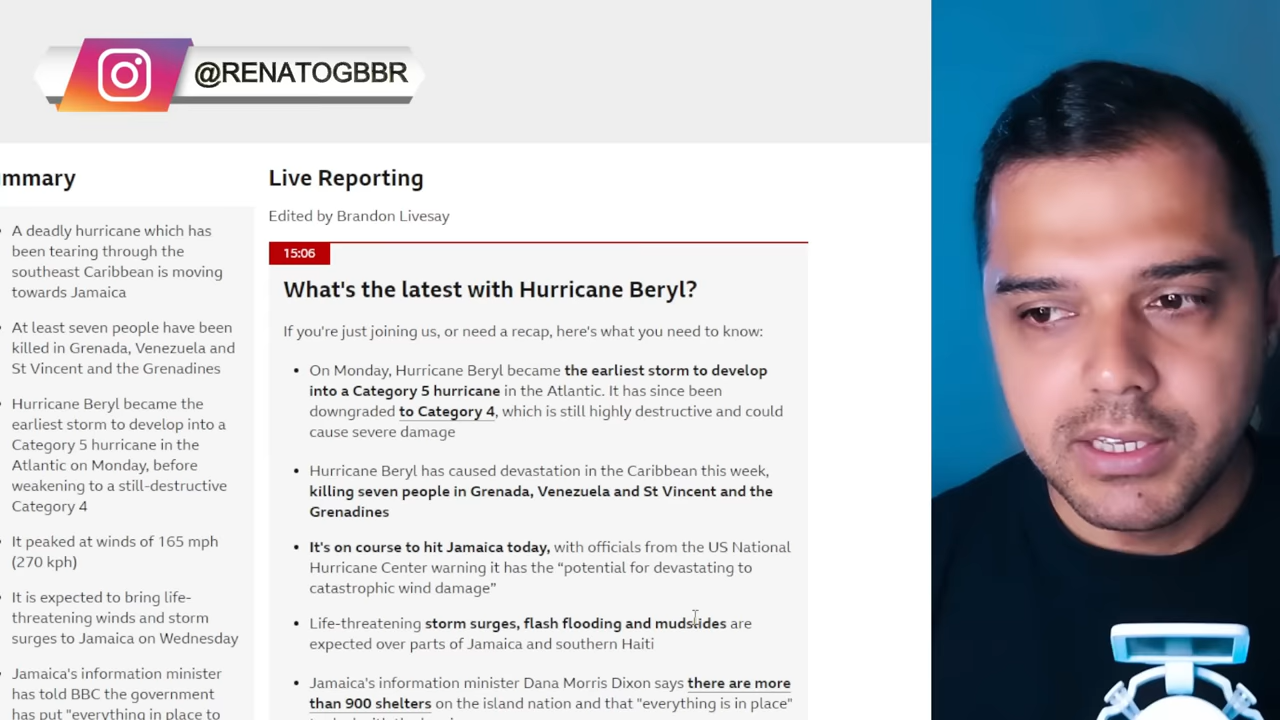 @RENATOGBBR
mmary
A deadly hurricane which has
been tearing through the
southeast Caribbean is moving
towards Jamaica
At least seven people have been
killed in Grenada, Venezuela and
St Vincent and the Grenadines
Hurricane Beryl became the
earliest storm to develop into a
Category 5 hurricane in the
Atlantic on Monday, before
weakening to a still-destructive
Category 4
It peaked at winds of 165 mph
(270 kph)
It is expected to bring life-
threatening winds and storm
surges to Jamaica on Wednesday
Jamaica's information minister
has told BBC the government
has put "everything in place to
Live Reporting
Edited by Brandon Livesay
15:06
What's the latest with Hurricane Beryl?
If you're just joining us, or need a recap, here's what you need to know:
On Monday, Hurricane Beryl became the earliest storm to develop
into a Category 5 hurricane in the Atlantic. It has since been
downgraded to Category 4, which is still highly destructive and could
cause severe damage
Hurricane Beryl has caused devastation in the Caribbean this week,
killing seven people in Grenada, Venezuela and St Vincent and the
Grenadines
It's on course to hit Jamaica today, with officials from the US National
Hurricane Center warning it has the “potential for devastating to
catastrophic wind damage”
Life-threatening storm surges, flash flooding and mudslides are
expected over parts of Jamaica and southern Haiti
Jamaica's information minister Dana Morris Dixon says there are more
than 900 shelters on the island nation and that "everything is in place"